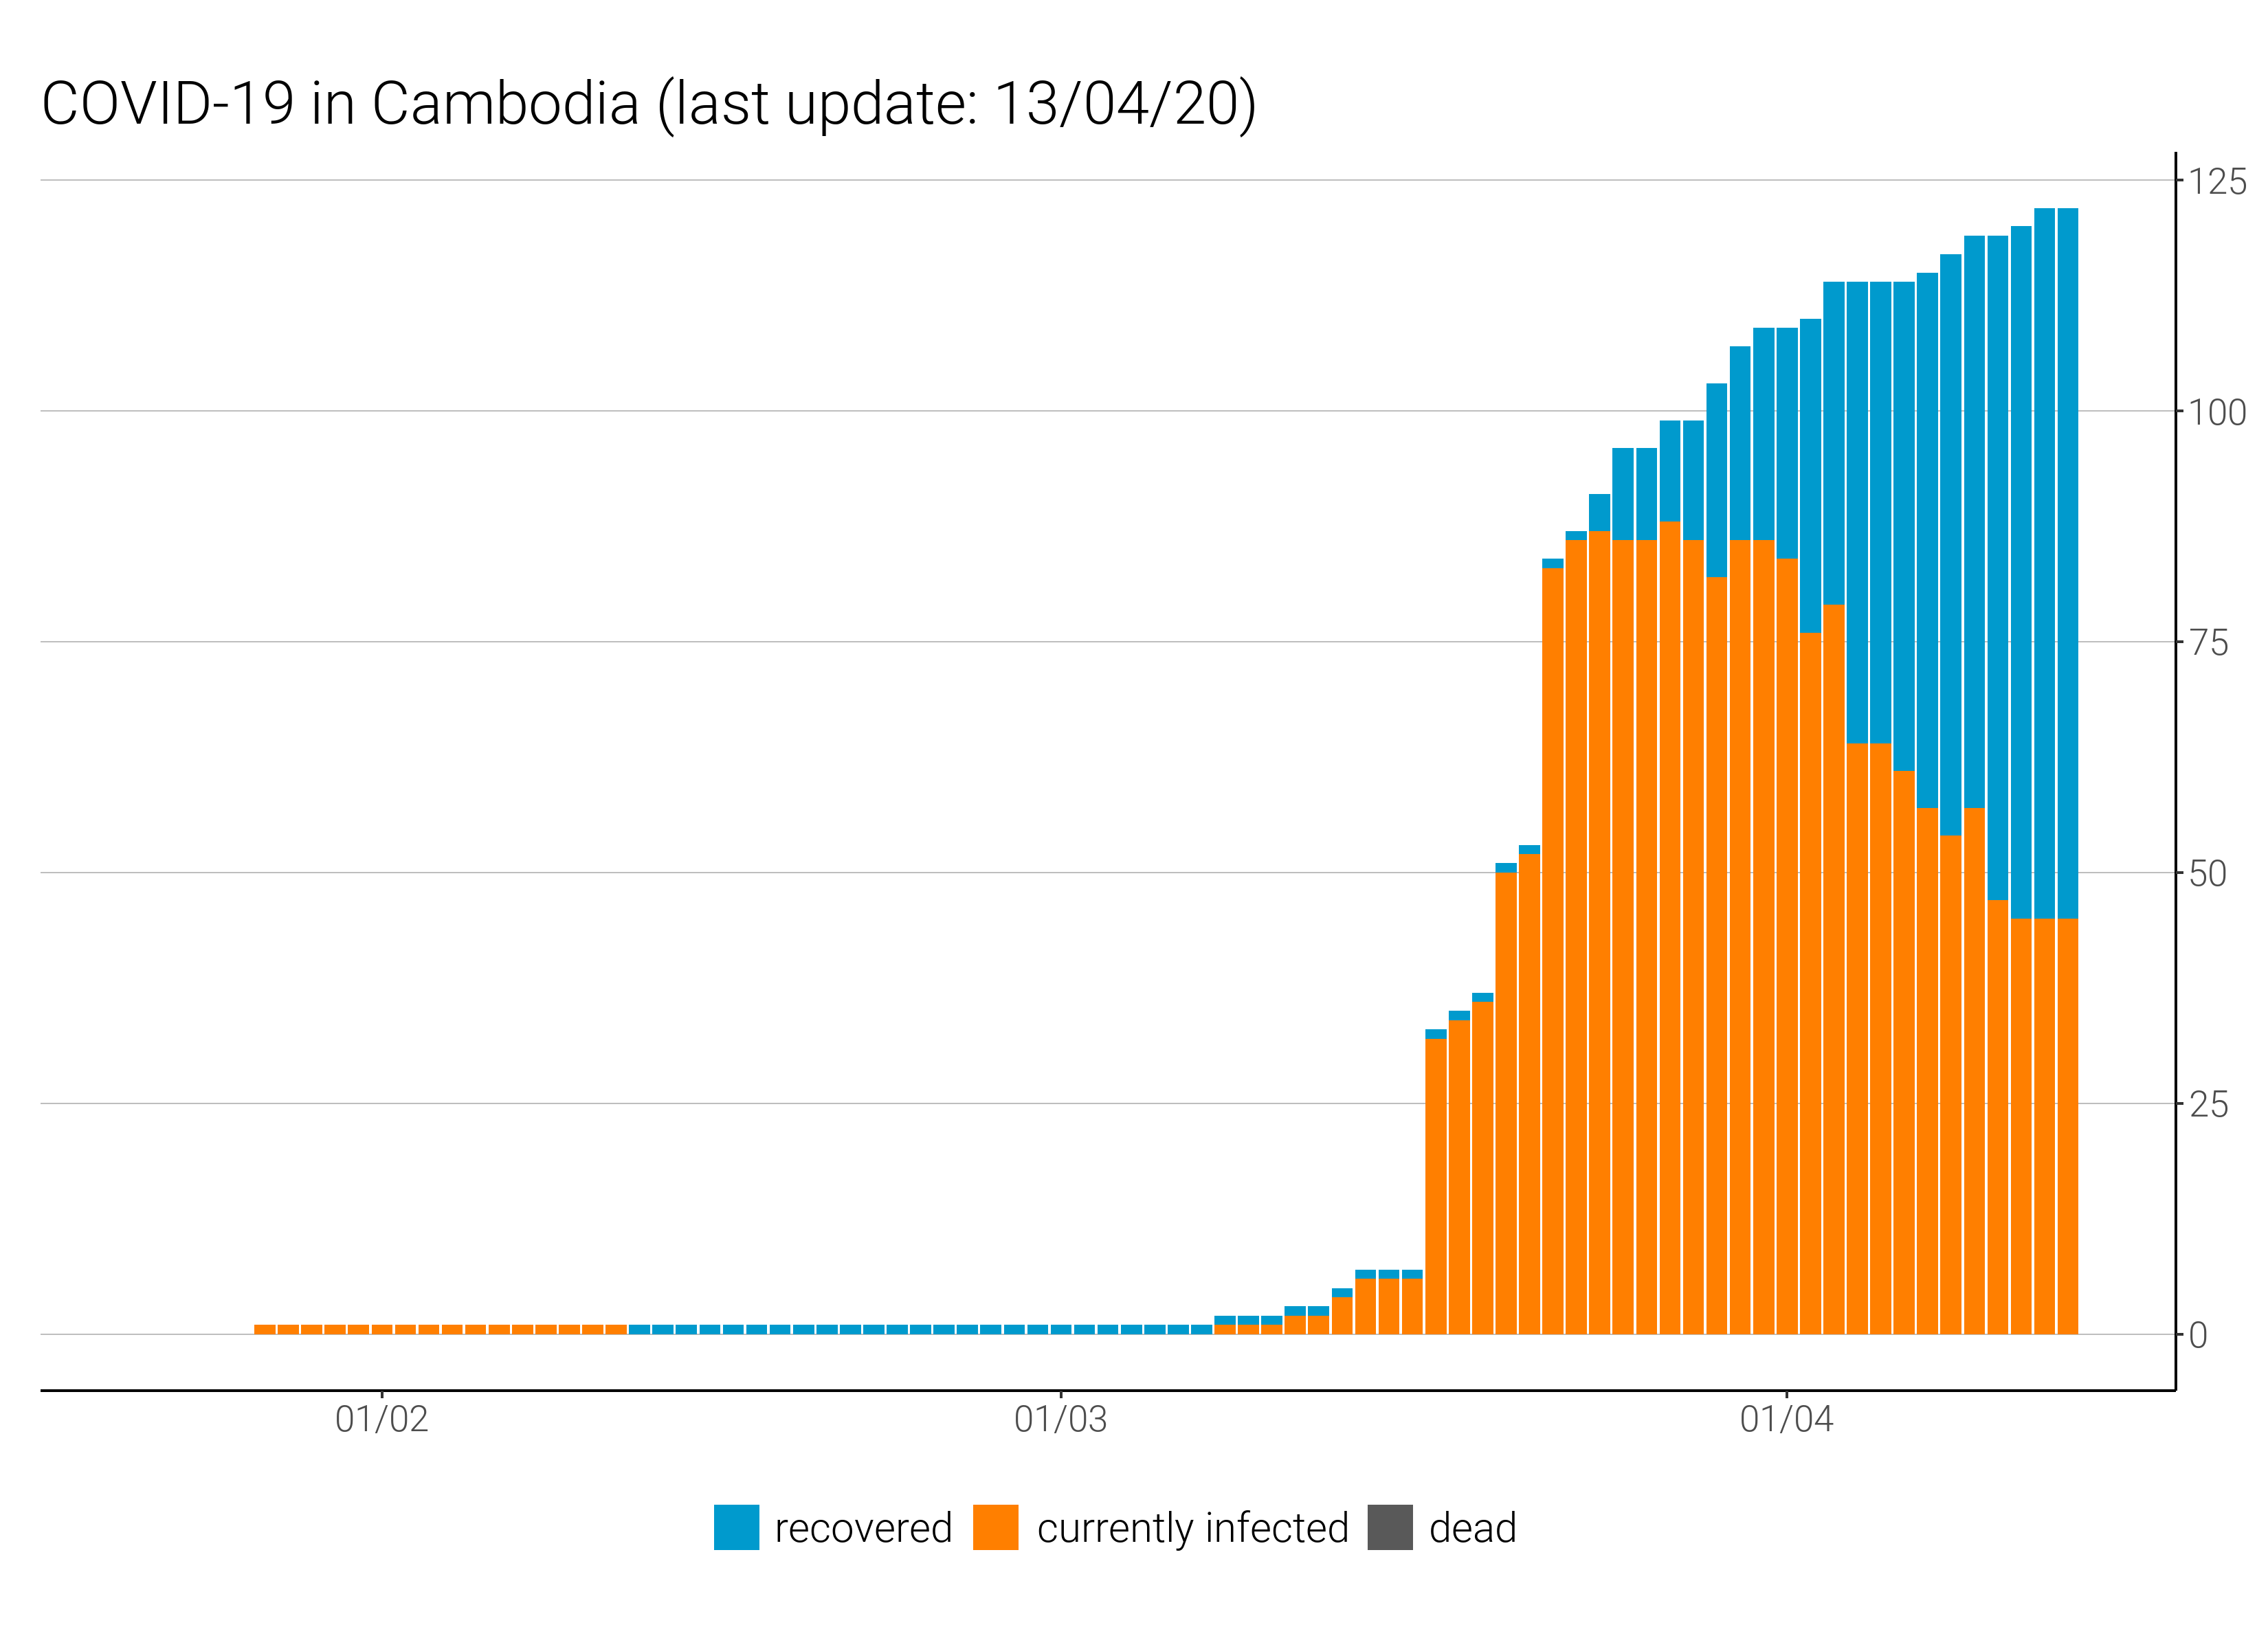 COVID-19 in Cambodia (last update: 13/04/20)
125
100
75
50
25
0
01/02 01/03 01/04
recovered currently infected dead